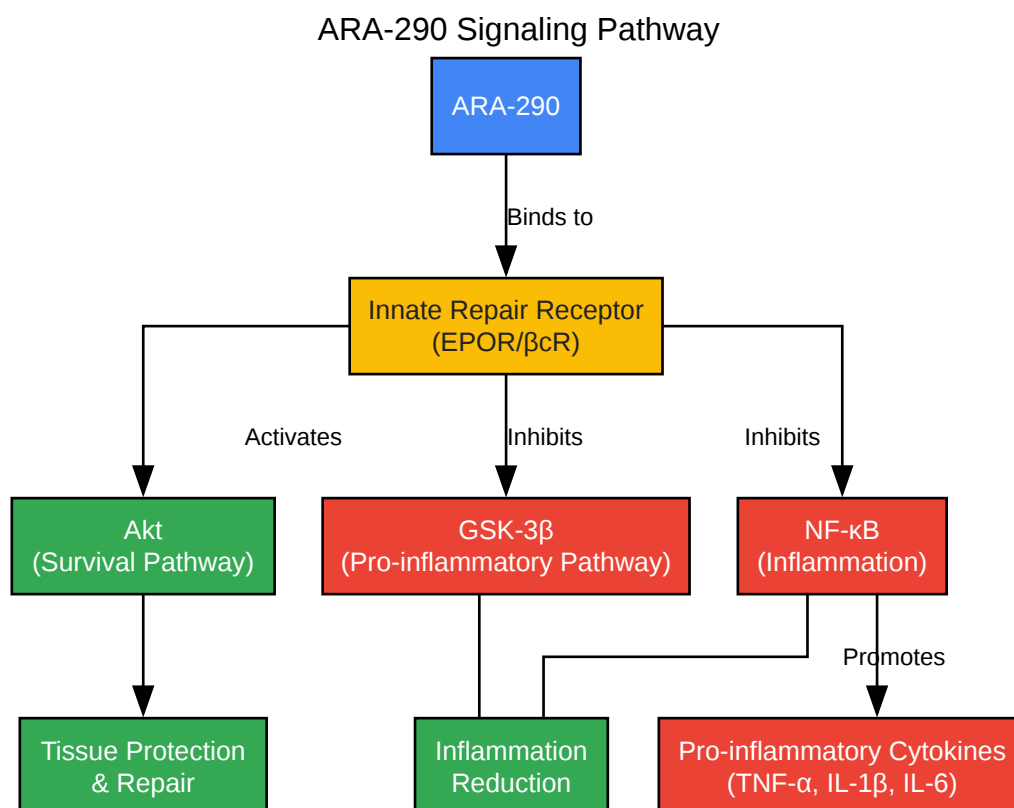 ARA-290 Signaling Pathway
ARA-290
Binds to
Innate Repair Receptor
(EPOR/βcR)
Activates
Inhibits
Inhibits
Akt
(Survival Pathway)
GSK-3β
(Pro-inflammatory Pathway)
NF-κB
(Inflammation)
Promotes
Tissue Protection
& Repair
Inflammation
Reduction
Pro-inflammatory Cytokines
(TNF-α, IL-1β, IL-6)